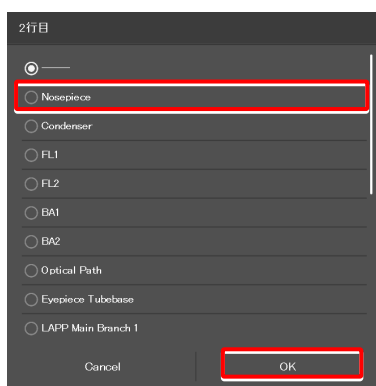 2行目
——
Nosepiece
Condenser
FL1
FL2
BA1
BA2
Optical Path
Eyepiece Tubebase
LAPP Main Branch 1
Cancel
OK